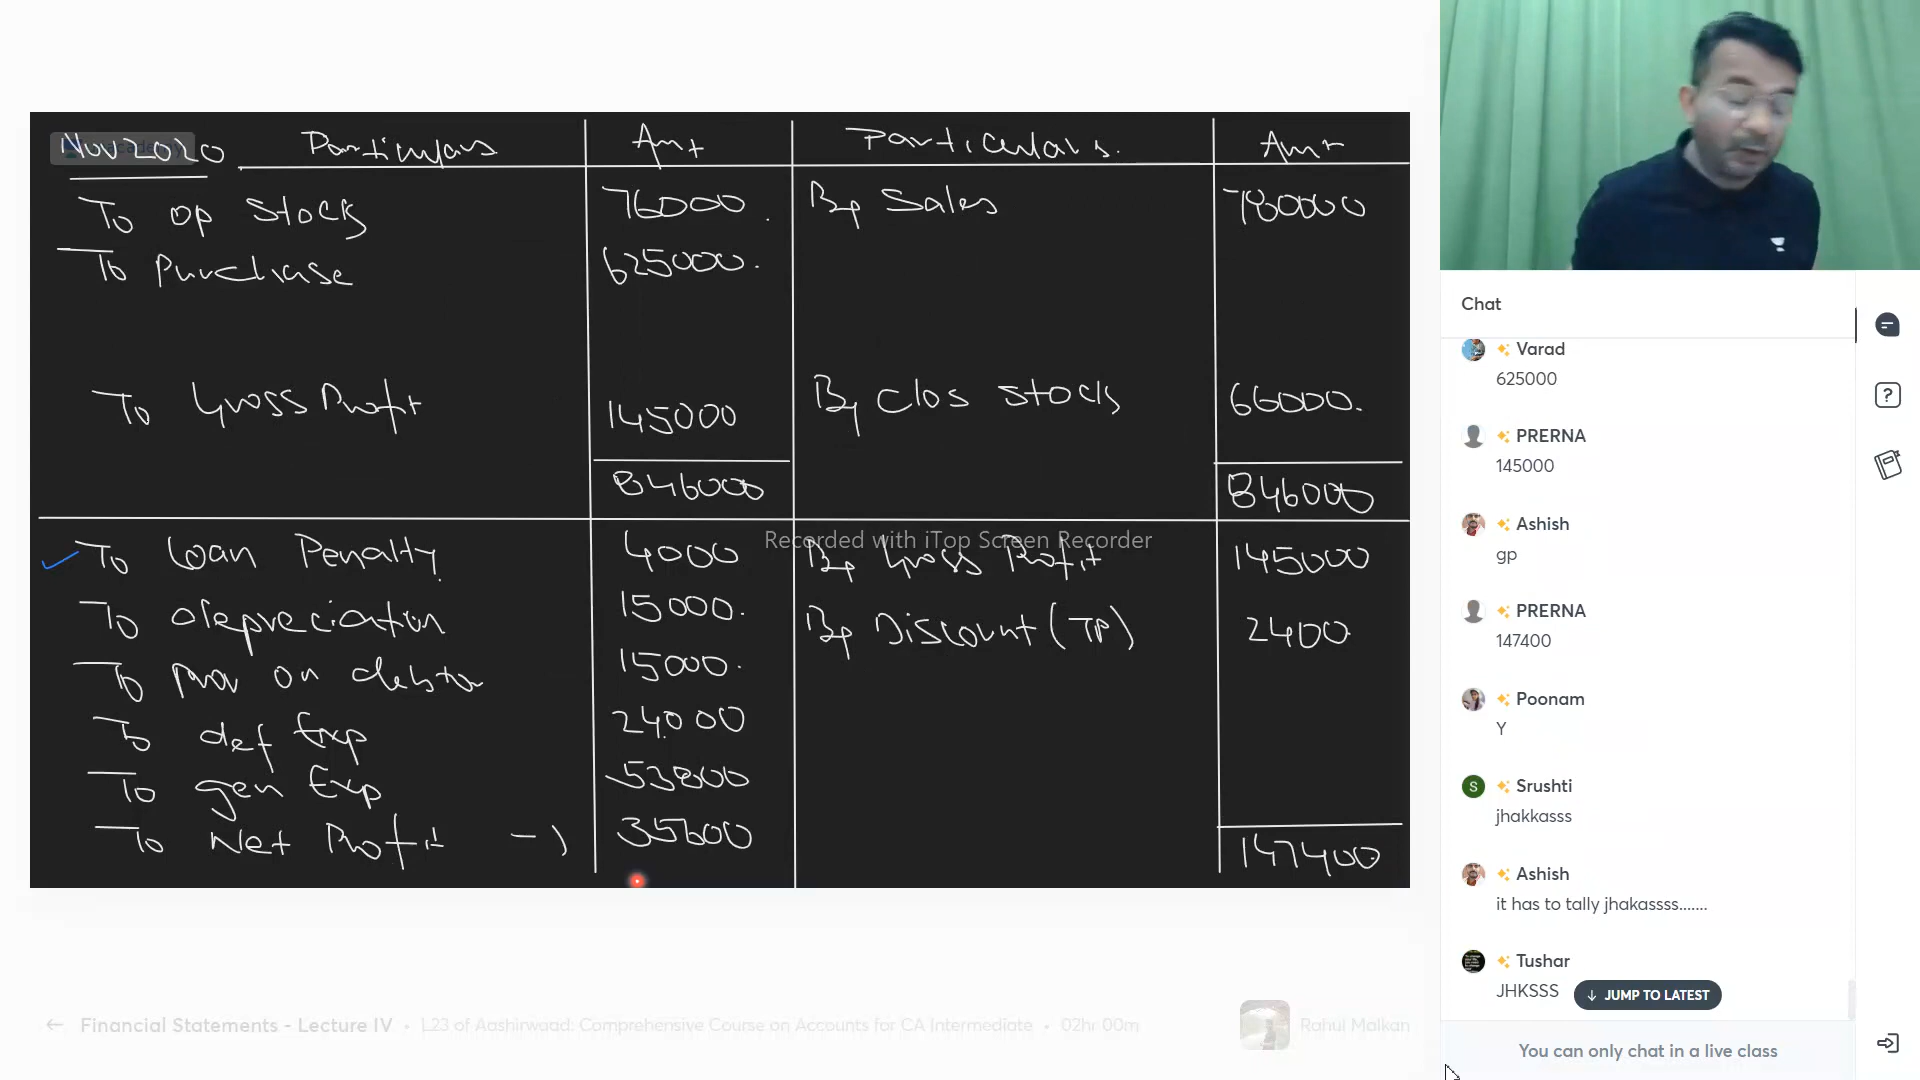 Nov 2020 Particulars Amt Particulars. Amt
To op stock 76000. By Sales 780000
To Purchase 625000.
To Gross Profit 145000 By Clos stock 66000.
846000 846000
To Loan Penalty 4000 By Gross Profit 145000
To depreciation 15000. By Discount (TP) 2400
To prov on debtor 15000.
To def Exp 24000
To gen Exp 53800
To Net Profit → 35600
147400
Recorded with iTop Screen Recorder
Chat
Varad
625000
PRERNA
145000
Ashish
gp
PRERNA
147400
Poonam
Y
S Srushti
jhakkasss
Ashish
it has to tally jhakassss.......
Tushar
JHKSSS
↓ JUMP TO LATEST
You can only chat in a live class
← Financial Statements - Lecture IV • L23 of Aashirwaad: Comprehensive Course on Accounts for CA Intermediate • 02hr 00m
Rahul Malkan